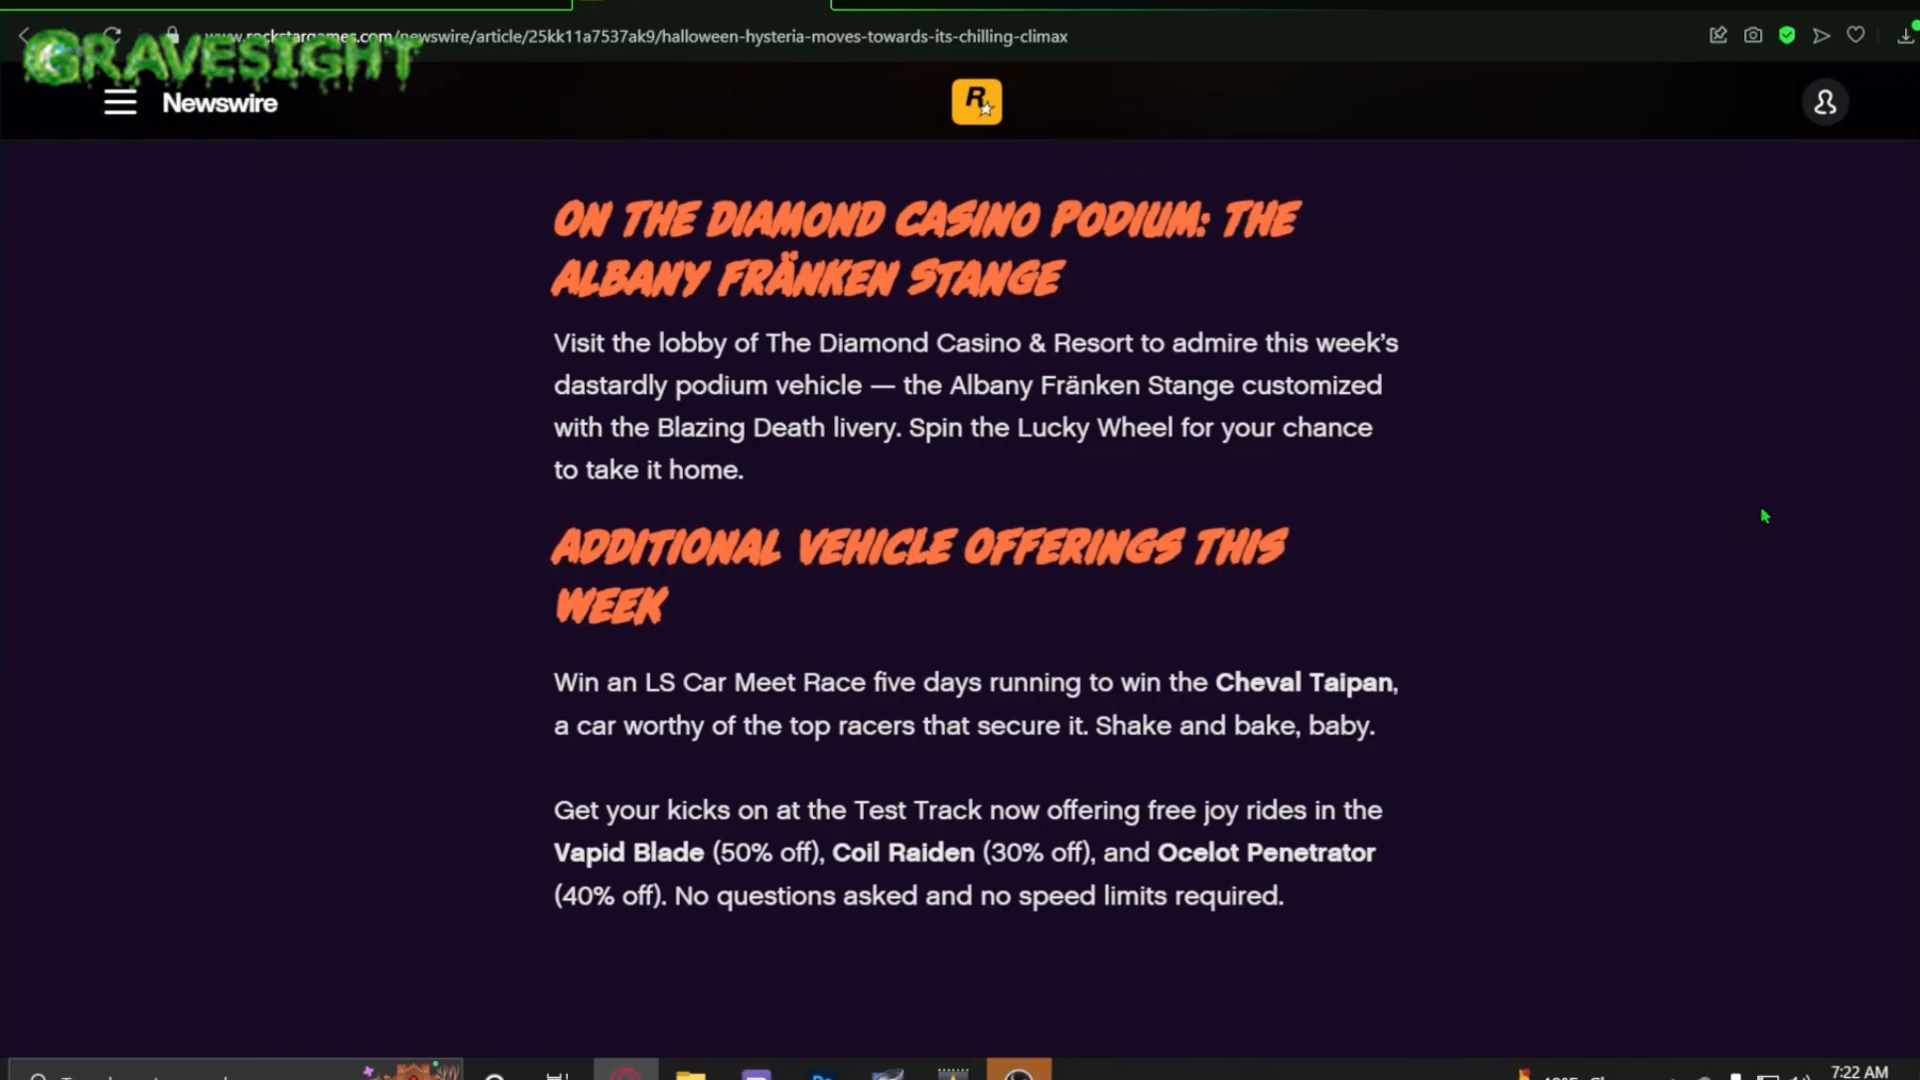 GRAVESIGHT
www.rockstargames.com/newswire/article/25kk11a7537ak9/halloween-hysteria-moves-towards-its-chilling-climax
Newswire
R
ON THE DIAMOND CASINO PODIUM: THE
ALBANY FRÄNKEN STANGE
Visit the lobby of The Diamond Casino & Resort to admire this week’s
dastardly podium vehicle — the Albany Fränken Stange customized
with the Blazing Death livery. Spin the Lucky Wheel for your chance
to take it home.
ADDITIONAL VEHICLE OFFERINGS THIS
WEEK
Win an LS Car Meet Race five days running to win the Cheval Taipan,
a car worthy of the top racers that secure it. Shake and bake, baby.
Get your kicks on at the Test Track now offering free joy rides in the
Vapid Blade (50% off), Coil Raiden (30% off), and Ocelot Penetrator
(40% off). No questions asked and no speed limits required.
7:22 AM